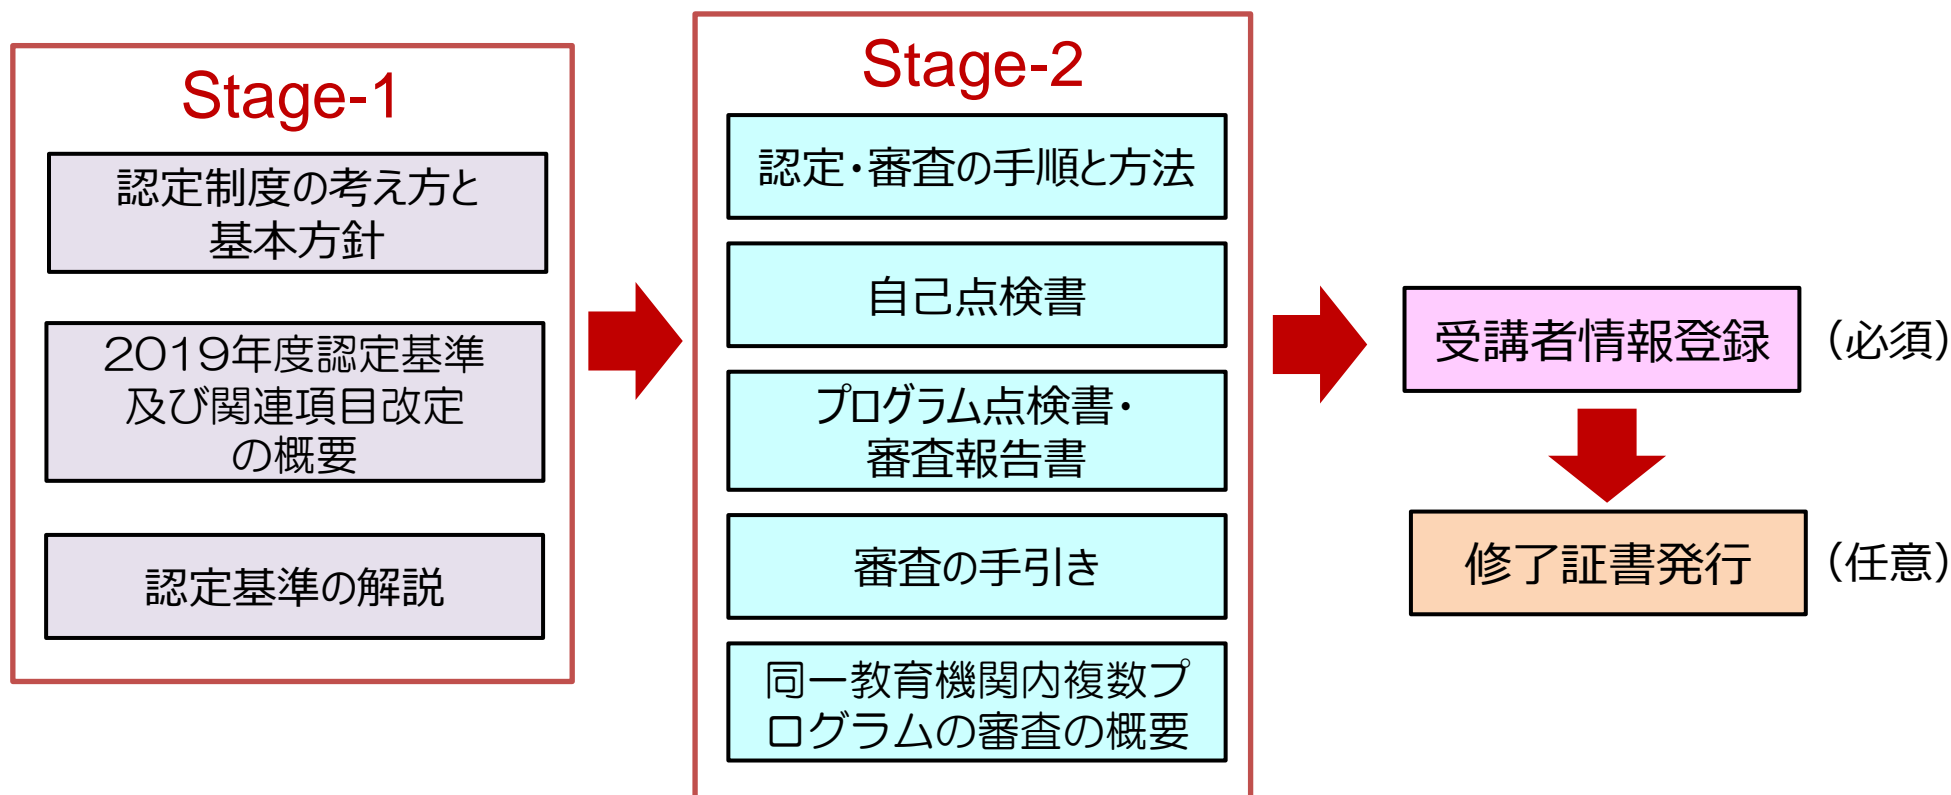 Stage-1
認定制度の考え方と
基本方針
2019年度認定基準
及び関連項目改定
の概要
認定基準の解説
Stage-2
認定・審査の手順と方法
自己点検書
プログラム点検書・
審査報告書
審査の手引き
同一教育機関内複数プ
ログラムの審査の概要
受講者情報登録
（必須）
修了証書発行
（任意）